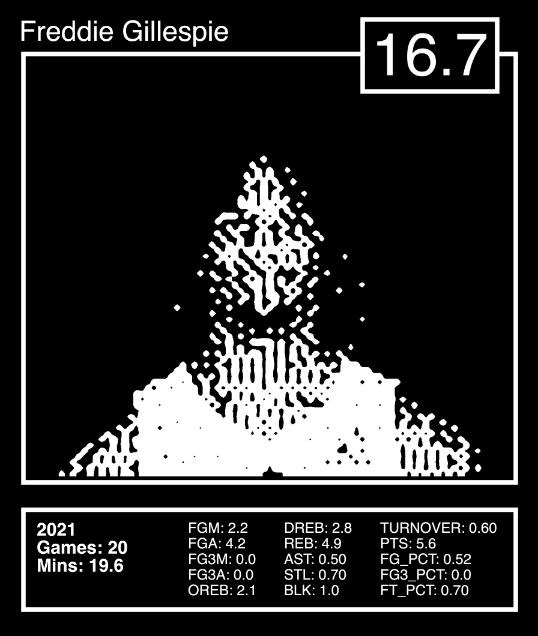 Freddie Gillespie
16.7
2021
Games: 20
Mins: 19.6
FGM: 2.2
FGA: 4.2
FG3M: 0.0
FG3A: 0.0
OREB: 2.1
DREB: 2.8
REB: 4.9
AST: 0.50
STL: 0.70
BLK: 1.0
TURNOVER: 0.60
PTS: 5.6
FG_PCT: 0.52
FG3_PCT: 0.0
FT_PCT: 0.70